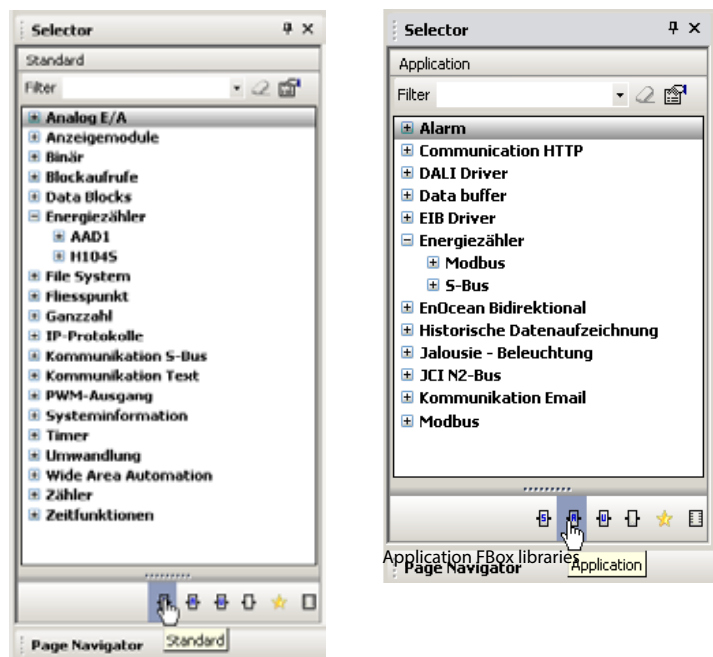 Selector
Standard
Filter
Analog E/A
Anzeigemodule
Binär
Blockaufrufe
Data Blocks
Energiezähler
AAD1
H104S
File System
Fliesspunkt
Ganzzahl
IP-Protokolle
Kommunikation S-Bus
Kommunikation Text
PWM-Ausgang
Systeminformation
Timer
Umwandlung
Wide Area Automation
Zähler
Zeitfunktionen
Page Navigator
Standard
Selector
Application
Filter
Alarm
Communication HTTP
DALI Driver
Data buffer
EIB Driver
Energiezähler
Modbus
S-Bus
EnOcean Bidirektional
Historische Datenaufzeichnung
Jalousie - Beleuchtung
JCI N2-Bus
Kommunikation Email
Modbus
S A U
Application FBox libraries
Page Navigator
Application